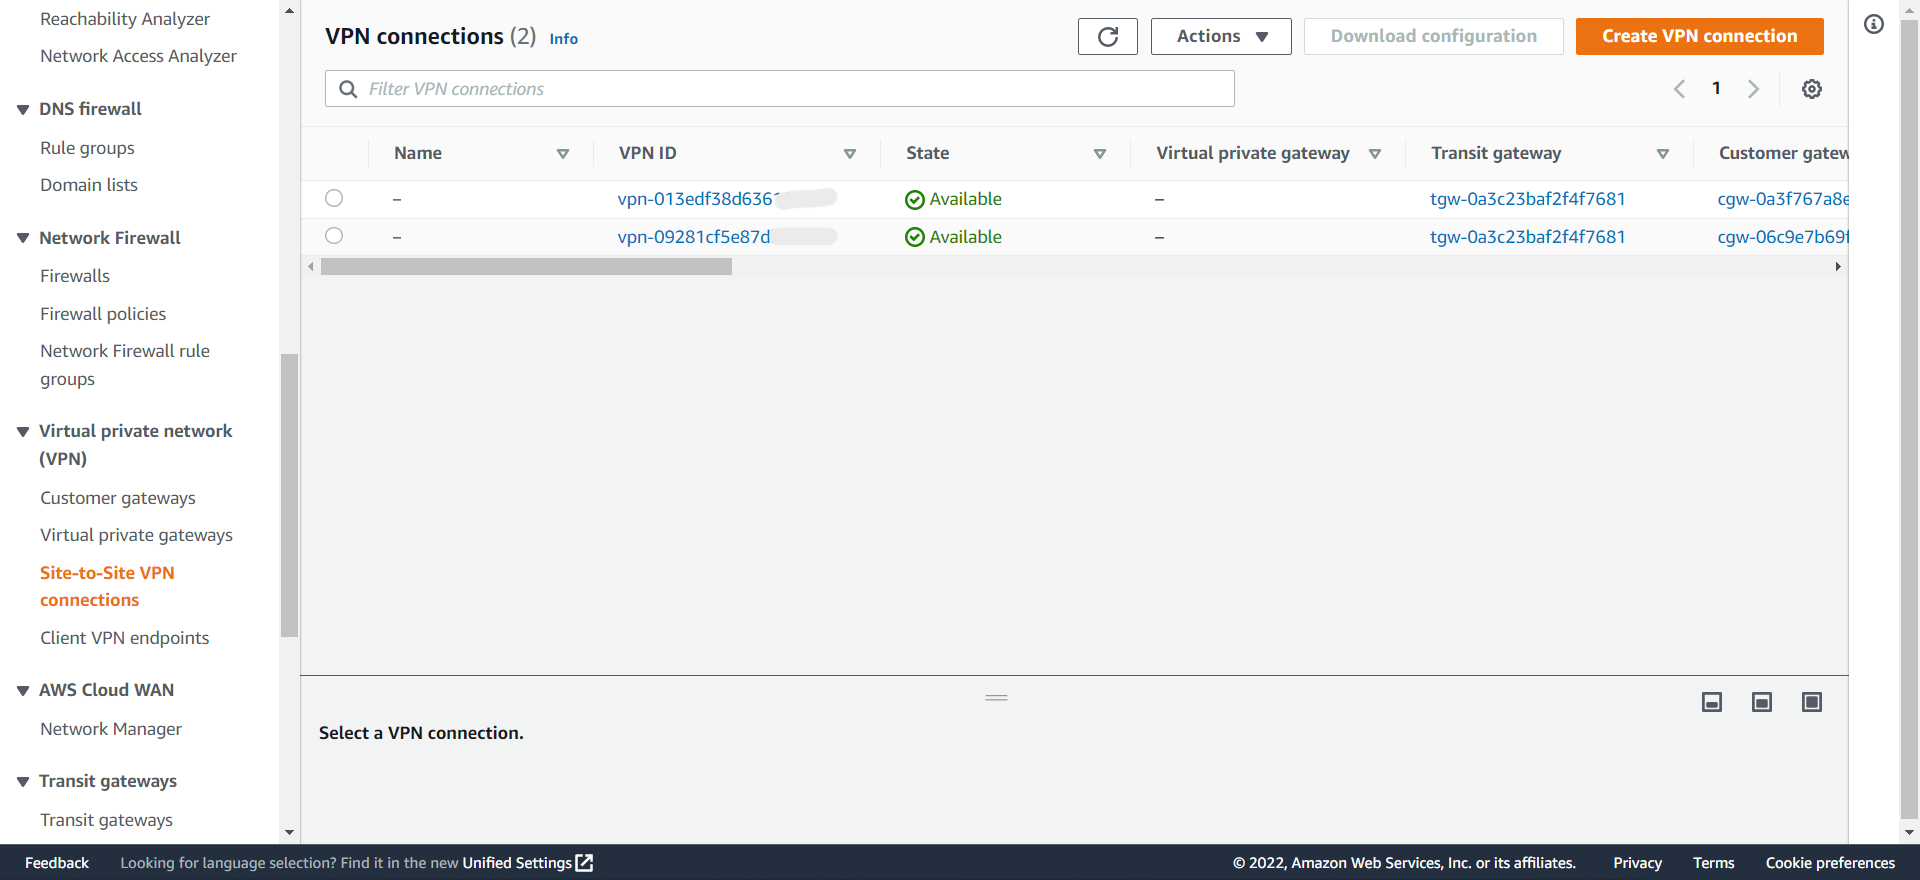 Reachability Analyzer
Network Access Analyzer
DNS firewall
Rule groups
Domain lists
Network Firewall
Firewalls
Firewall policies
Network Firewall rule
groups
Virtual private network
(VPN)
Customer gateways
Virtual private gateways
Site-to-Site VPN
connections
Client VPN endpoints
AWS Cloud WAN
Network Manager
Transit gateways
Transit gateways
VPN connections (2) Info
Actions
Download configuration
Create VPN connection
Filter VPN connections
1
Name VPN ID State Virtual private gateway Transit gateway Customer gatew
– vpn-013edf38d636 Available – tgw-0a3c23baf2f4f7681 cgw-0a3f767a8e
– vpn-09281cf5e87d Available – tgw-0a3c23baf2f4f7681 cgw-06c9e7b69f
Select a VPN connection.
Feedback Looking for language selection? Find it in the new Unified Settings © 2022, Amazon Web Services, Inc. or its affiliates. Privacy Terms Cookie preferences